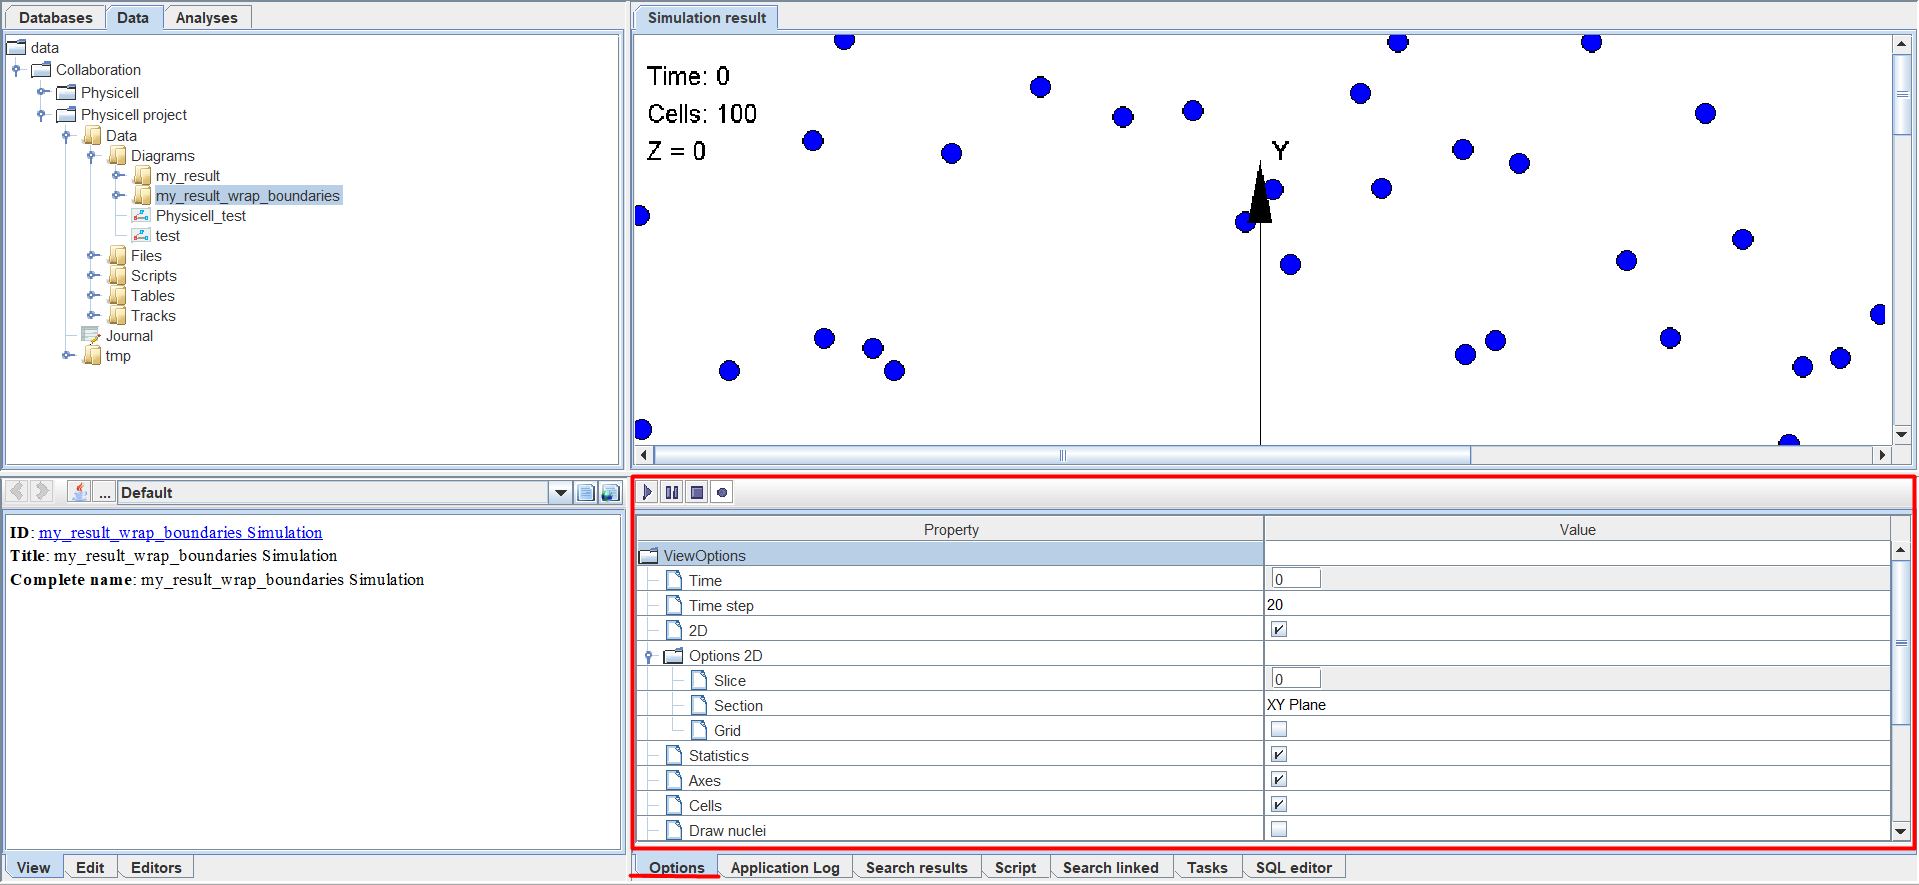 Databases Data Analyses
data
Collaboration
Physicell
Physicell project
Data
Diagrams
my_result
my_result_wrap_boundaries
Physicell_test
test
Files
Scripts
Tables
Tracks
Journal
tmp
Simulation result
Time: 0
Cells: 100
Z = 0
Y
... Default
ID: my_result_wrap_boundaries Simulation
Title: my_result_wrap_boundaries Simulation
Complete name: my_result_wrap_boundaries Simulation
View Edit Editors
Property Value
ViewOptions
Time 0
Time step 20
2D
Options 2D
Slice 0
Section XY Plane
Grid
Statistics
Axes
Cells
Draw nuclei
Options Application Log Search results Script Search linked Tasks SQL editor